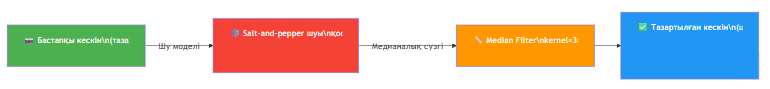 📷 Бастапқы кескін\n(таза
Шу моделі
Salt-and-pepper шуы\nқос
Медианалық сүзгі
🔧 Median Filter\nkernel=3
✅ Тазартылған кескін\n(ш